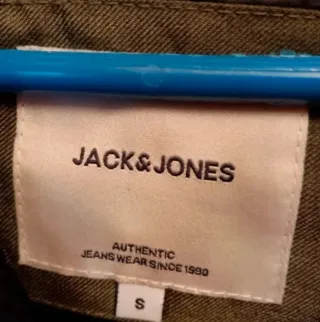 JACK&JONES
AUTHENTIC
JEANS WEAR SINCE 1990
S